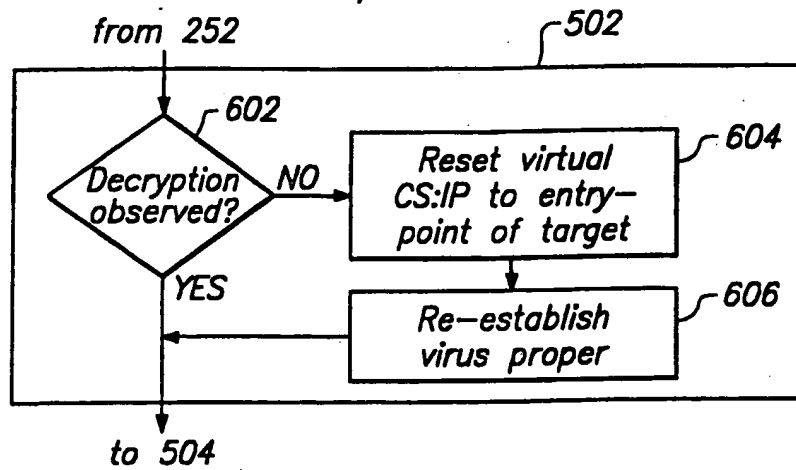 from 252
502
602
Decryption
observed?
NO
604
Reset virtual
CS:IP to entry-
point of target
YES
606
Re-establish
virus proper
to 504